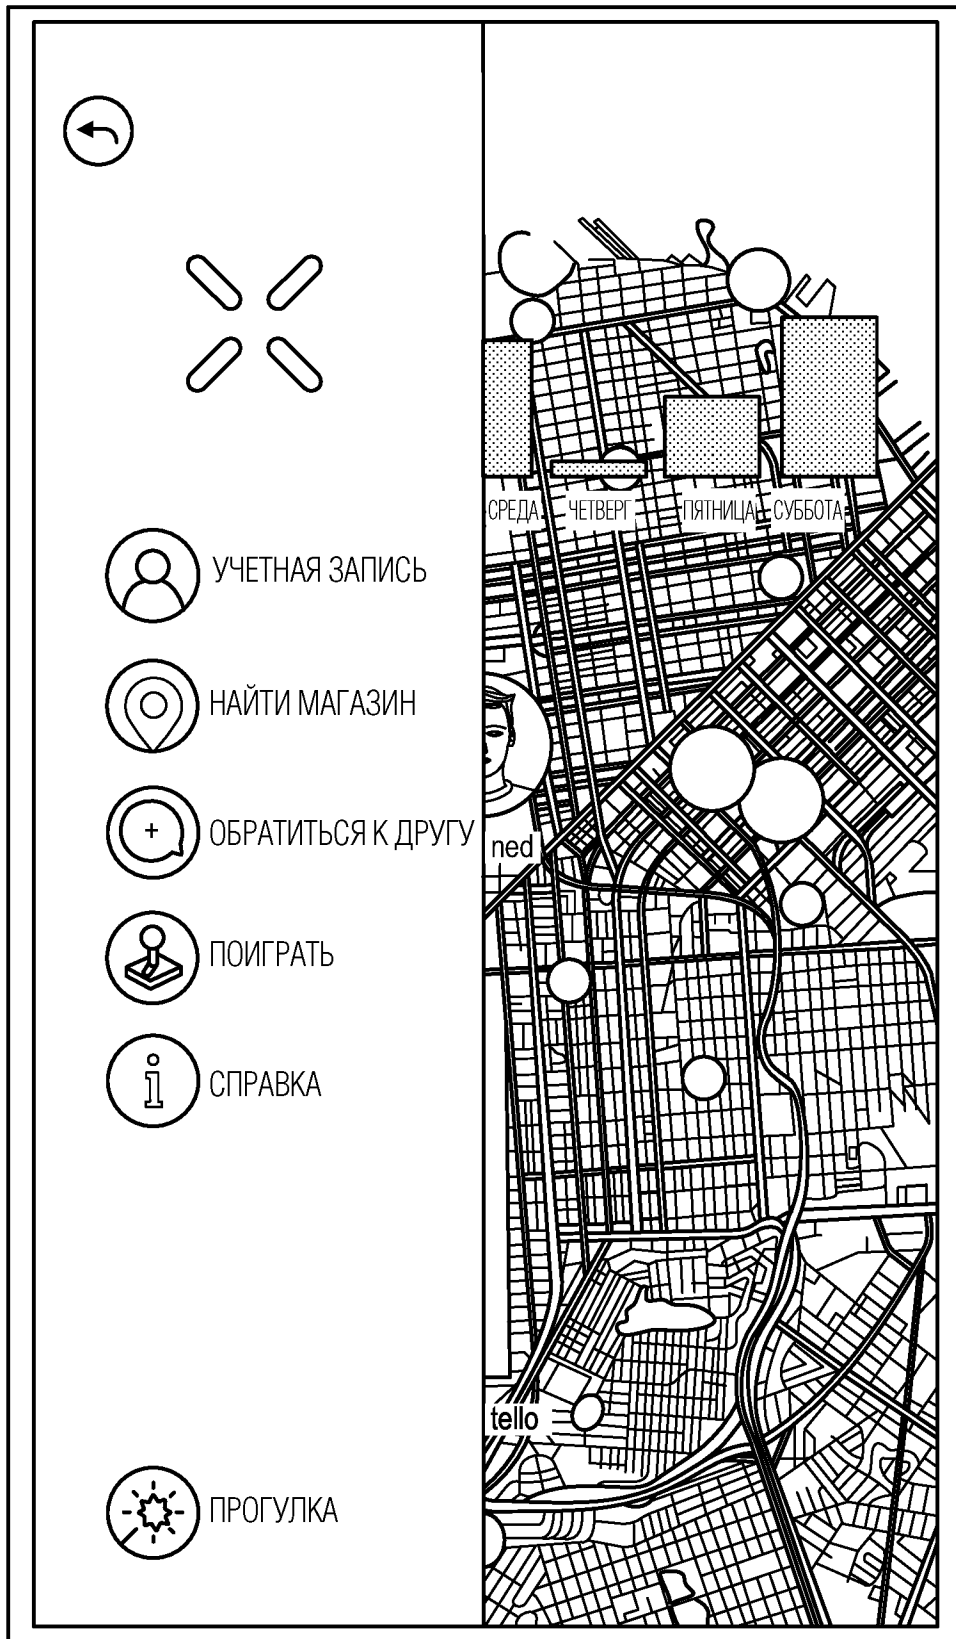 СРЕДА
ЧЕТВЕРГ
ПЯТНИЦА
СУББОТА
УЧЕТНАЯ ЗАПИСЬ
НАЙТИ МАГАЗИН
ОБРАТИТЬСЯ К ДРУГУ
ned
ПОИГРАТЬ
СПРАВКА
tello
ПРОГУЛКА